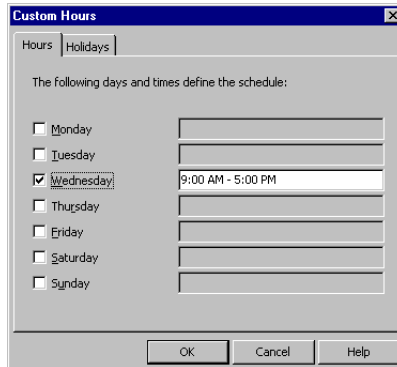 Custom Hours
Hours Holidays
The following days and times define the schedule:
Monday
Tuesday
Wednesday 9:00 AM - 5:00 PM
Thursday
Friday
Saturday
Sunday
OK Cancel Help